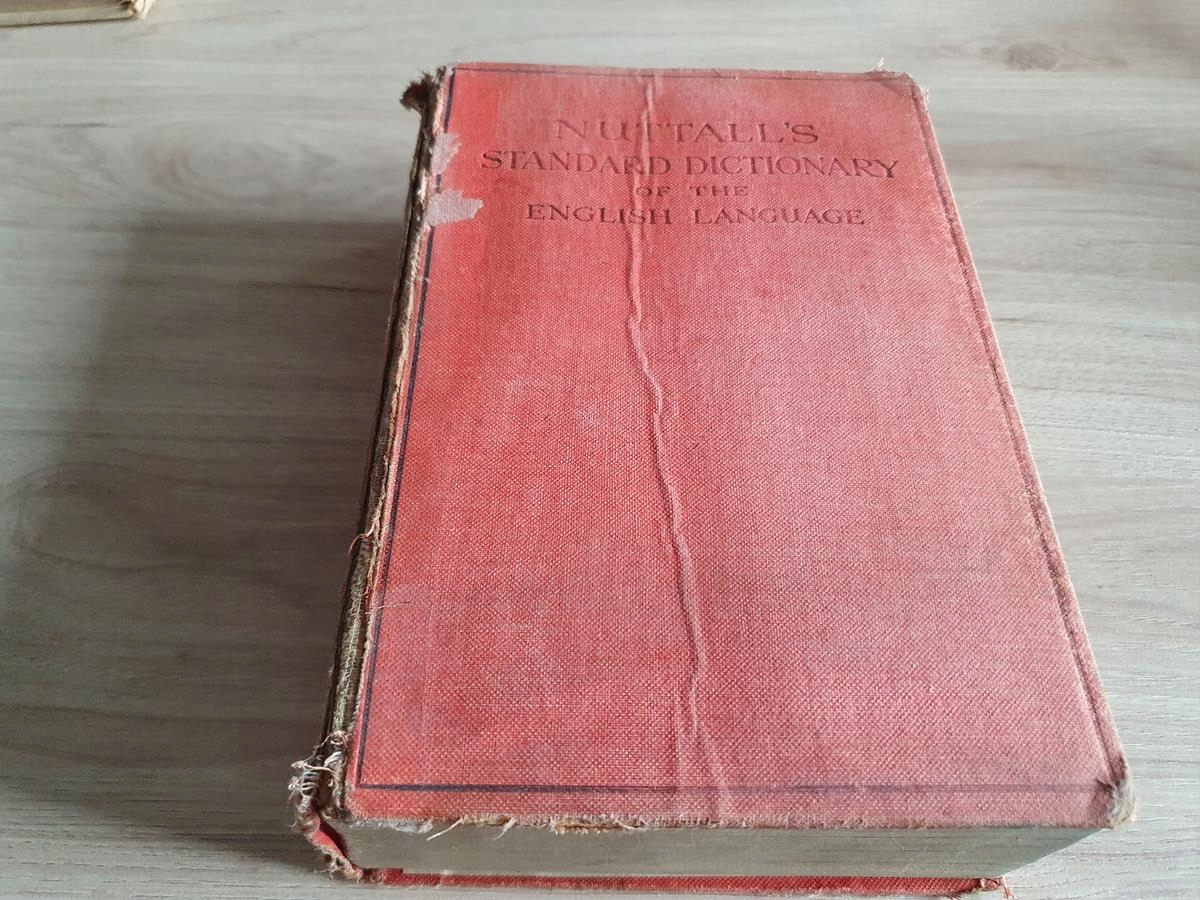 NUTTALL'S
STANDARD DICTIONARY
OF THE
ENGLISH LANGUAGE